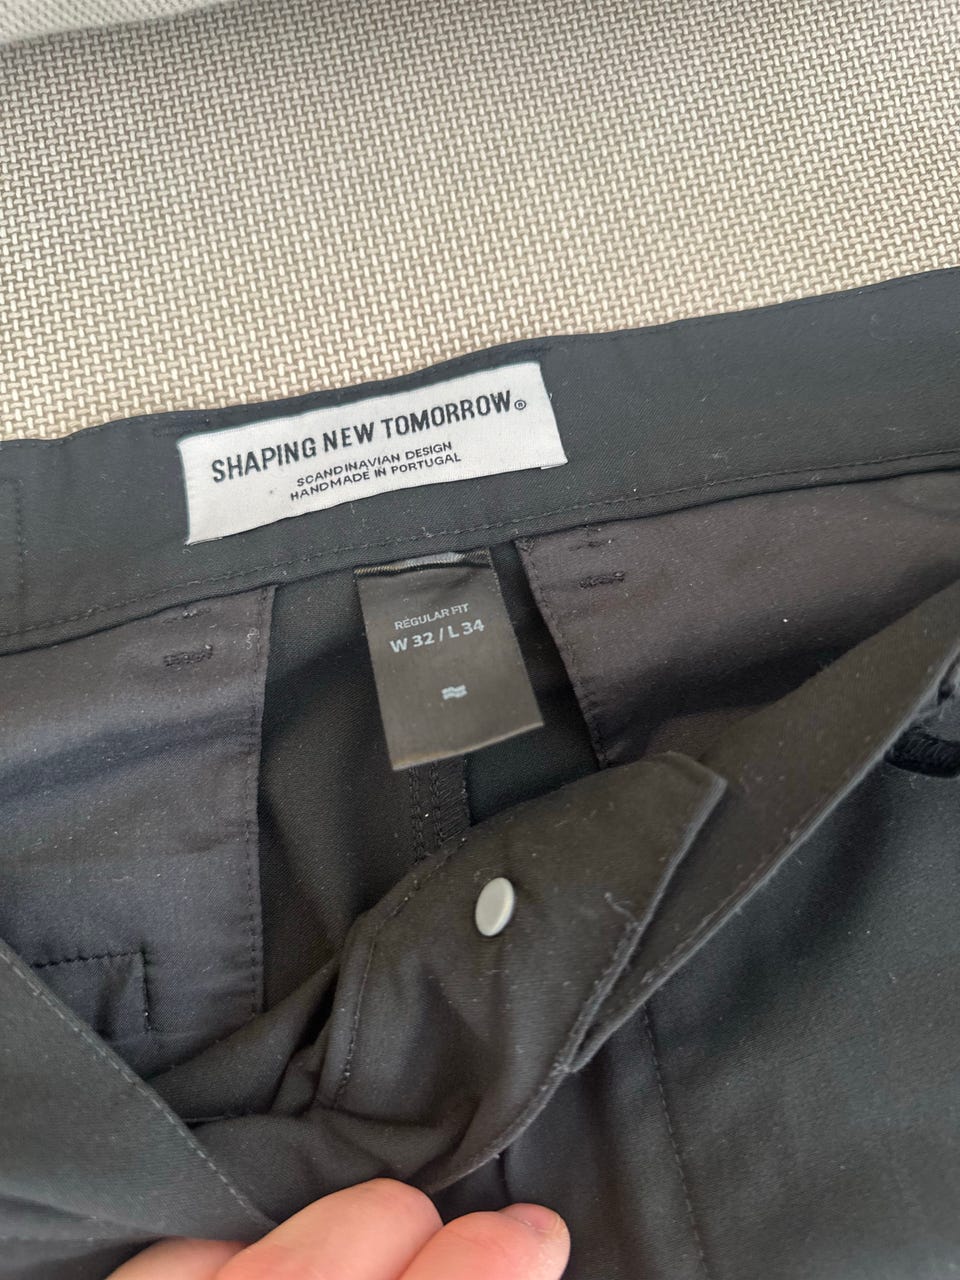 SHAPING NEW TOMORROW®
SCANDINAVIAN DESIGN
HANDMADE IN PORTUGAL
REGULAR FIT
W 32 / L 34